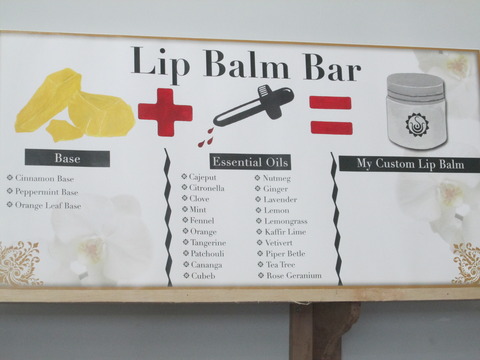 Lip Balm Bar
Base
Cinnamon Base
Peppermint Base
Orange Leaf Base
Essential Oils
Cajeput
Citronella
Clove
Mint
Fennel
Orange
Tangerine
Patchouli
Cananga
Cubeb
Nutmeg
Ginger
Lavender
Lemon
Lemongrass
Kaffir Lime
Vetivert
Piper Betle
Tea Tree
Rose Geranium
My Custom Lip Balm